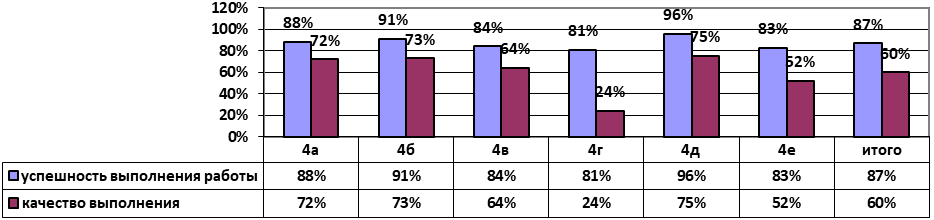 120%
100%
80%
60%
40%
20%
0%
88% 91% 84% 81% 96% 83% 87%
72% 73% 64% 24% 75% 52% 60%
4а 4б 4в 4г 4д 4е итого
успешность выполнения работы 88% 91% 84% 81% 96% 83% 87%
качество выполнения 72% 73% 64% 24% 75% 52% 60%